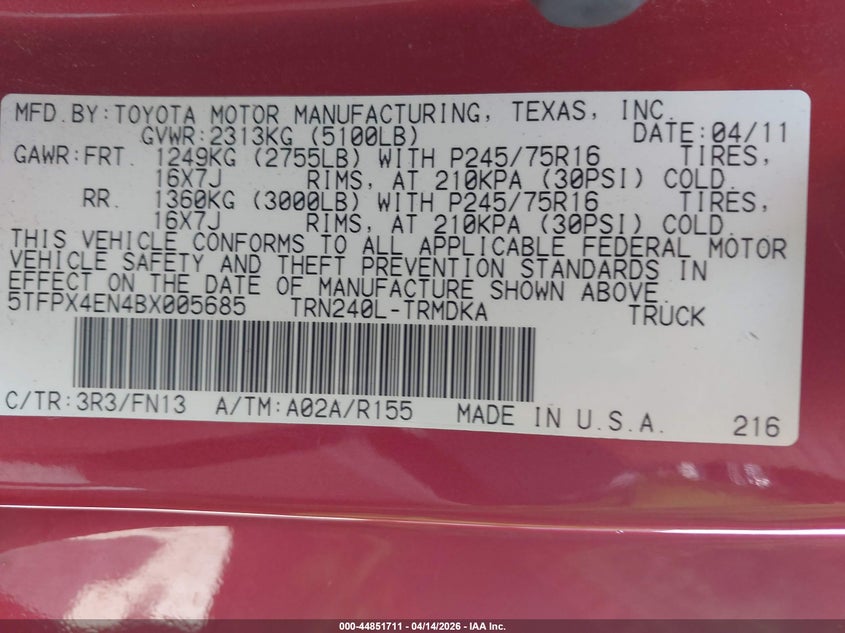 MFD.BY:TOYOTA MOTOR MANUFACTURING, TEXAS, INC.
GVWR:2313KG (5100LB) DATE:04/11
GAWR:FRT. 1249KG (2755LB) WITH P245/75R16 TIRES,
16X7J RIMS, AT 210KPA (30PSI) COLD.
RR. 1360KG (3000LB) WITH P245/75R16 TIRES,
16X7J RIMS, AT 210KPA (30PSI) COLD.
THIS VEHICLE CONFORMS TO ALL APPLICABLE FEDERAL MOTOR
VEHICLE SAFETY AND THEFT PREVENTION STANDARDS IN
EFFECT ON THE DATE OF MANUFACTURE SHOWN ABOVE.
5TFPX4EN4BX005685 TRN240L-TRMDKA TRUCK
C/TR:3R3/FN13 A/TM:A02A/R155 MADE IN U.S.A. 216
000-44851711 - 04/14/2026 - IAA Inc.